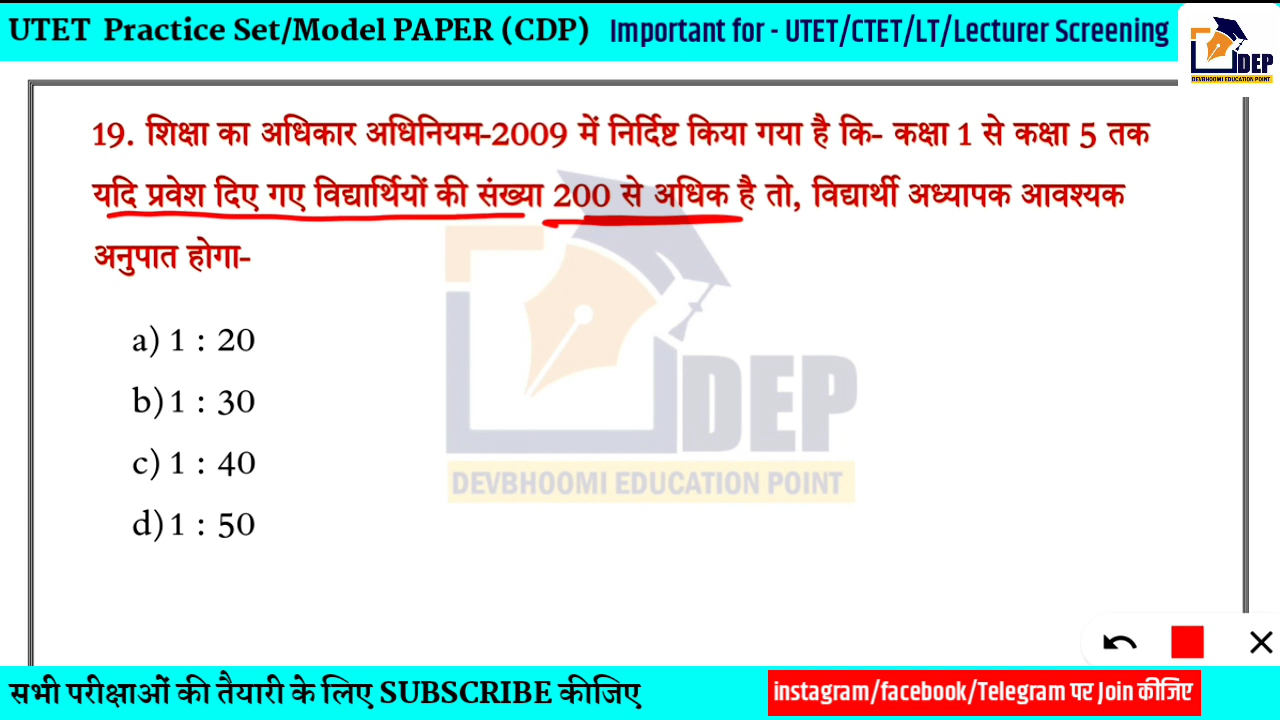 UTET Practice Set/Model PAPER (CDP) Important for - UTET/CTET/LT/Lecturer Screening
DEP
DEVBHOOMI EDUCATION POINT
19. शिक्षा का अधिकार अधिनियम-2009 में निर्दिष्ट किया गया है कि- कक्षा 1 से कक्षा 5 तक
यदि प्रवेश दिए गए विद्यार्थियों की संख्या 200 से अधिक है तो, विद्यार्थी अध्यापक आवश्यक
अनुपात होगा-
a) 1 : 20
b) 1 : 30
c) 1 : 40
d) 1 : 50
DEP
DEVBHOOMI EDUCATION POINT
सभी परीक्षाओं की तैयारी के लिए SUBSCRIBE कीजिए
instagram/facebook/Telegram पर Join कीजिए